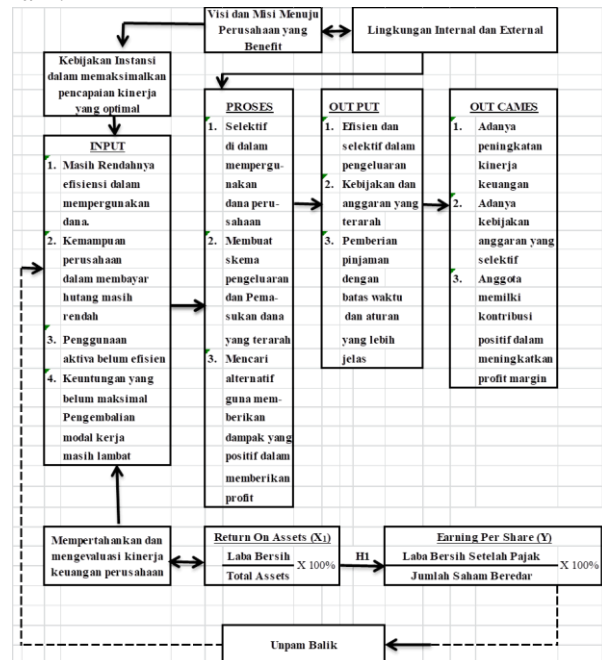 Visi dan Misi Menuju
Perusahaan yang
Benefit
Lingkungan Internal dan External
Kebijakan Instansi
dalam memaksimalkan
pencapaian kinerja
yang optimal
INPUT
1. Masih Rendahnya
efisiensi dalam
mempergunakan
dana.
2. Kemampuan
perusahaan
dalam membayar
hutang masih
rendah
3. Penggunaan
aktiva belum efisien
4. Keuntungan yang
belum maksimal
Pengembalian
modal kerja
masih lambat
PROSES
1. Selektif
di dalam
mempergu-
nakan
dana peru-
sahaan
2. Membuat
skema
pengeluaran
dan Pema-
sukan dana
yang terarah
3. Mencari
alternatif
guna mem-
berikan
dampak yang
positif dalam
memberikan
profit
OUT PUT
1. Efisien dan
selektif dalam
pengeluaran
2. Kebijakan dan
anggaran yang
terarah
3. Pemberian
pinjaman
dengan
batas waktu
dan aturan
yang lebih
jelas
OUT CAMES
1. Adanya
peningkatan
kinerja
keuangan
2. Adanya
kebijakan
anggaran yang
selektif
3. Anggota
memilki
kontribusi
positif dalam
meningkatkan
profit margin
Mempertahankan dan
mengevaluasi kinerja
keuangan perusahaan
Return On Assets (X1)
Laba Bersih
X 100%
Total Assets
H1
Earning Per Share (Y)
Laba Bersih Setelah Pajak
X 100%
Jumlah Saham Beredar
Unpam Balik